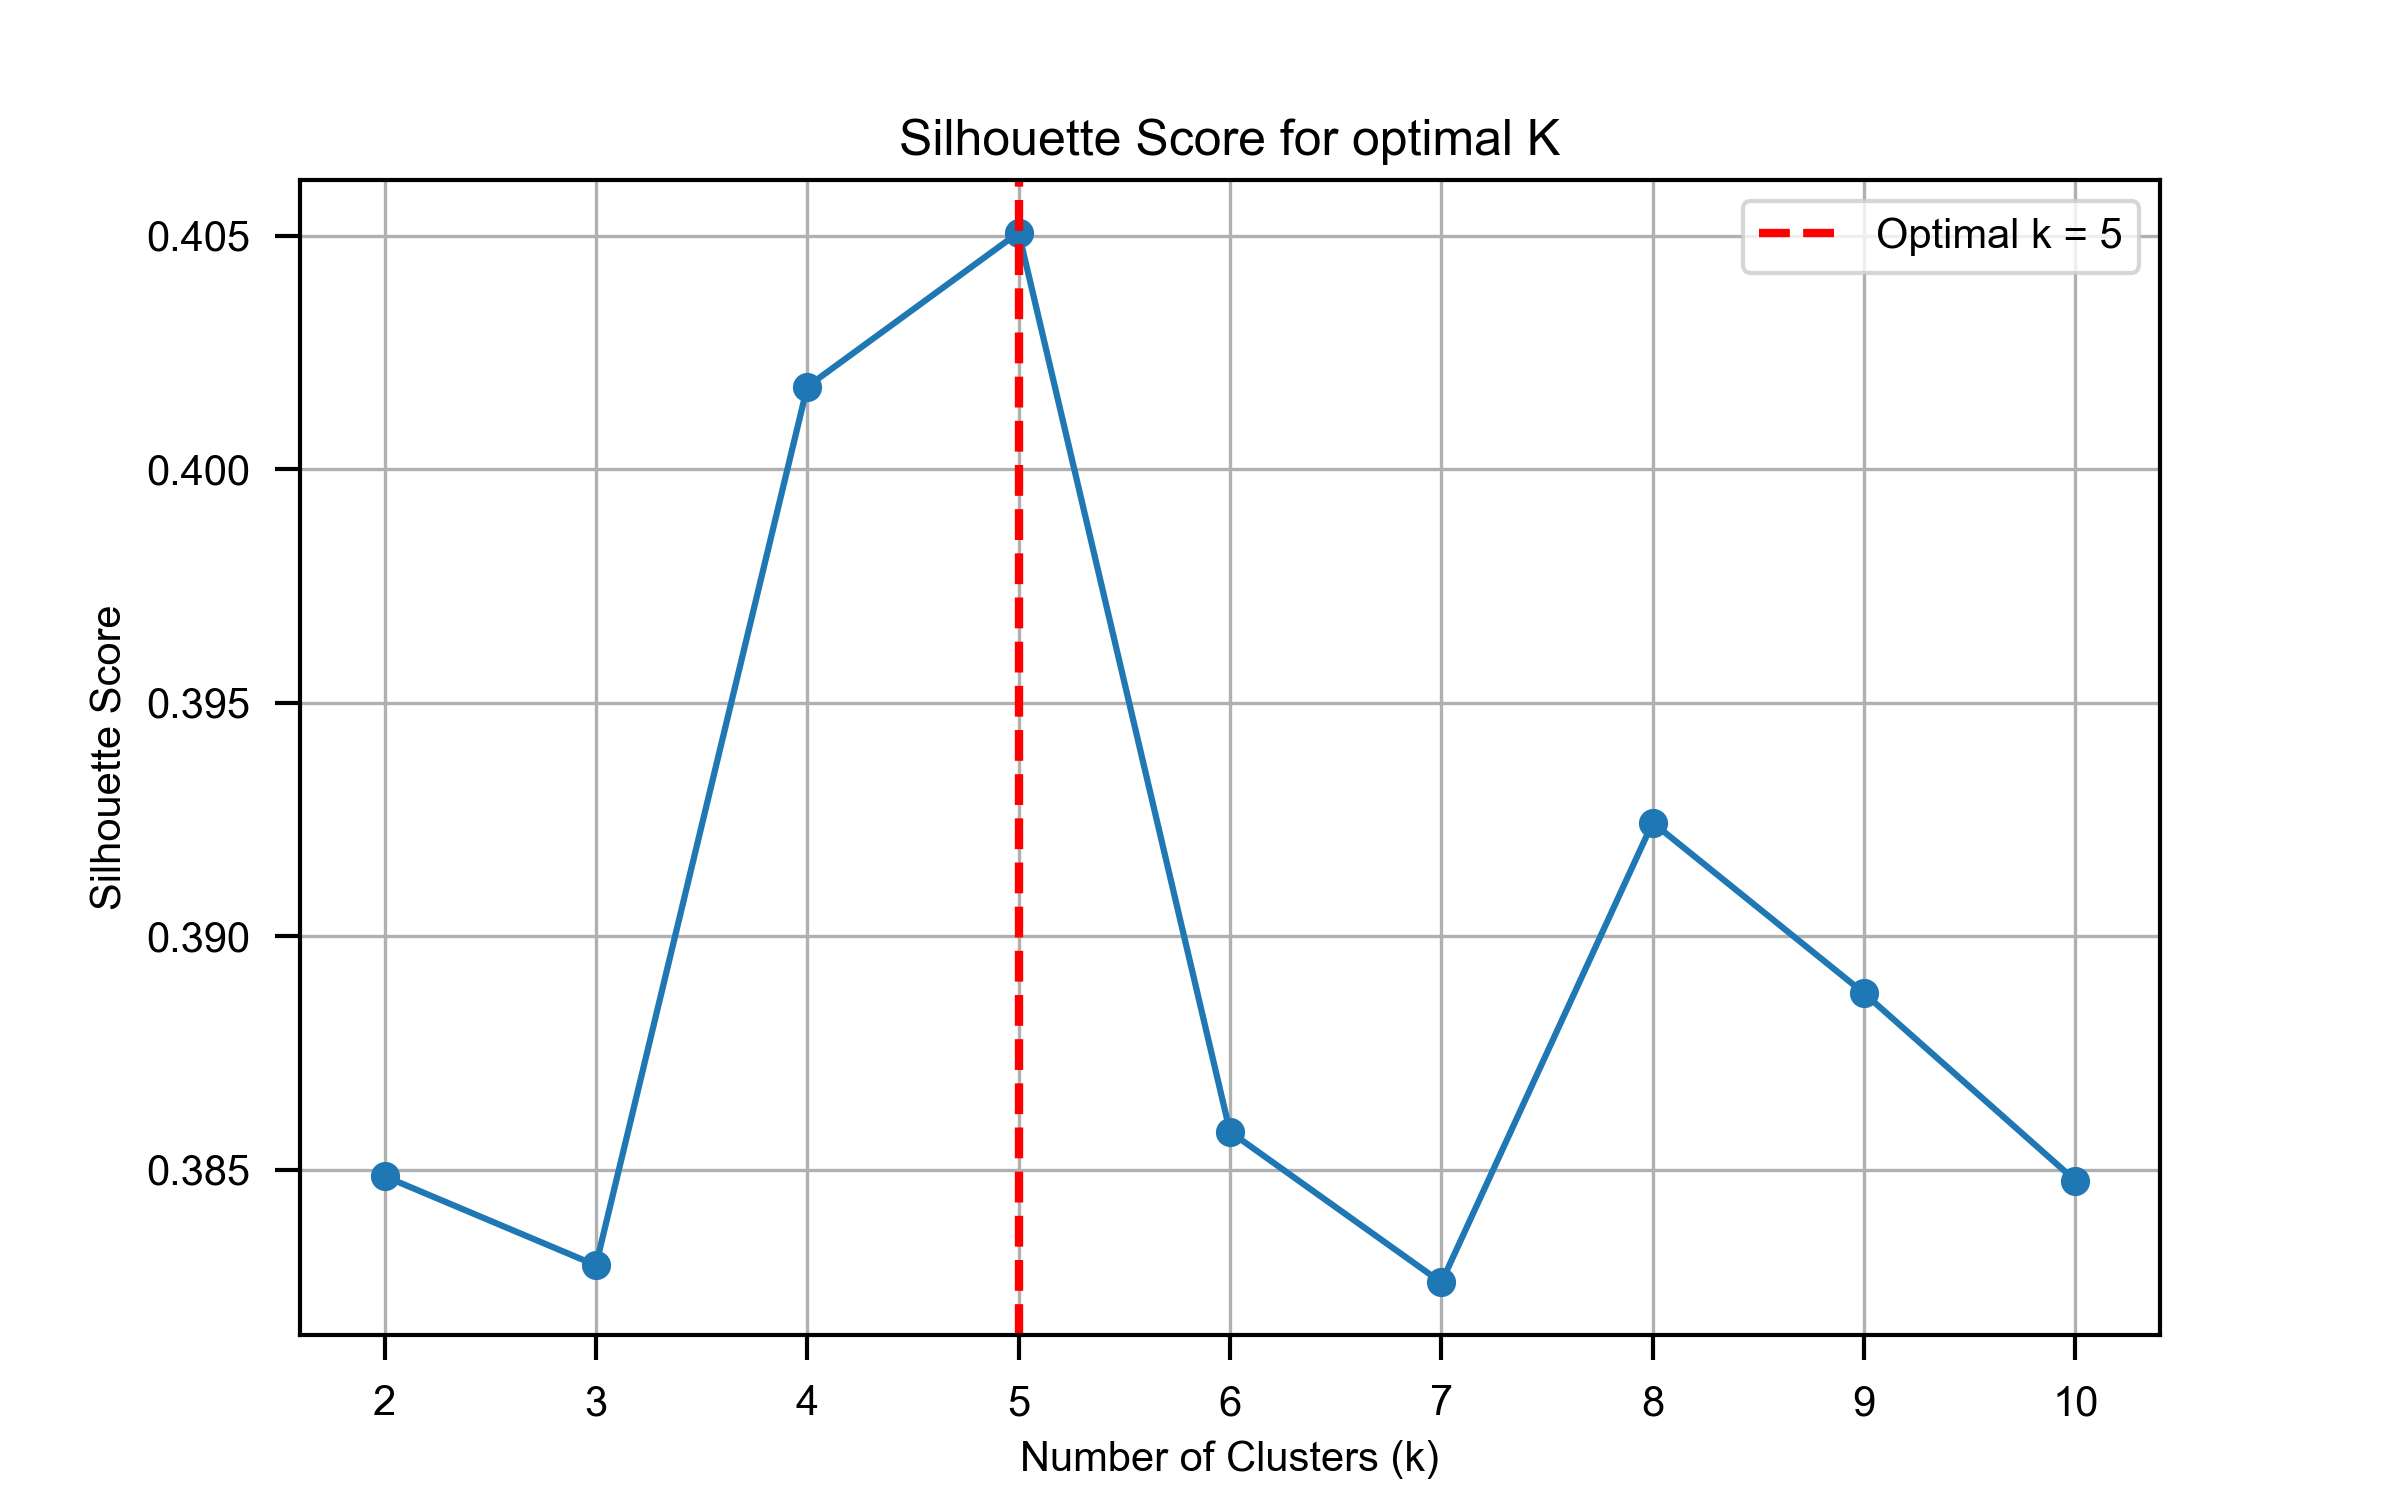 Silhouette Score for optimal K
Optimal k = 5
Silhouette Score
0.405
0.400
0.395
0.390
0.385
2 3 4 5 6 7 8 9 10
Number of Clusters (k)